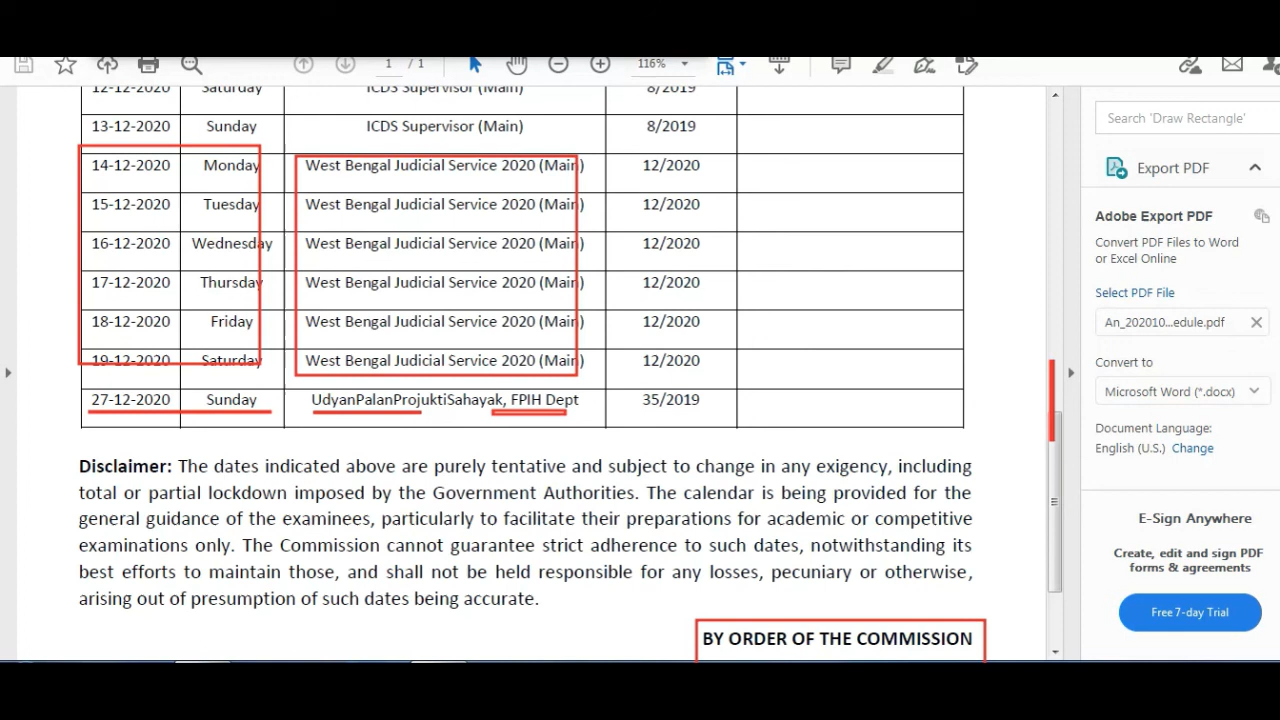 1 / 1
116%
12-12-2020 Saturday ICDS Supervisor (Main) 8/2019
13-12-2020 Sunday ICDS Supervisor (Main) 8/2019
14-12-2020 Monday West Bengal Judicial Service 2020 (Main) 12/2020
15-12-2020 Tuesday West Bengal Judicial Service 2020 (Main) 12/2020
16-12-2020 Wednesday West Bengal Judicial Service 2020 (Main) 12/2020
17-12-2020 Thursday West Bengal Judicial Service 2020 (Main) 12/2020
18-12-2020 Friday West Bengal Judicial Service 2020 (Main) 12/2020
19-12-2020 Saturday West Bengal Judicial Service 2020 (Main) 12/2020
27-12-2020 Sunday UdyanPalanProjuktiSahayak, FPIH Dept 35/2019
Disclaimer: The dates indicated above are purely tentative and subject to change in any exigency, including
total or partial lockdown imposed by the Government Authorities. The calendar is being provided for the
general guidance of the examinees, particularly to facilitate their preparations for academic or competitive
examinations only. The Commission cannot guarantee strict adherence to such dates, notwithstanding its
best efforts to maintain those, and shall not be held responsible for any losses, pecuniary or otherwise,
arising out of presumption of such dates being accurate.
BY ORDER OF THE COMMISSION
Search 'Draw Rectangle'
Export PDF
Adobe Export PDF
Convert PDF Files to Word
or Excel Online
Select PDF File
An_202010...edule.pdf
Convert to
Microsoft Word (*.docx)
Document Language:
English (U.S.) Change
E-Sign Anywhere
Create, edit and sign PDF
forms & agreements
Free 7-day Trial